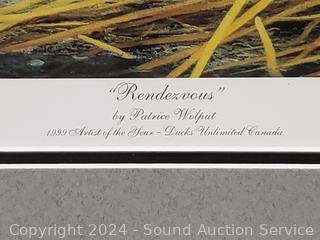 "Rendezvous"
by Patrice Wolput
1999 Artist of the Year - Ducks Unlimited Canada
Copyright 2024 - Sound Auction Service